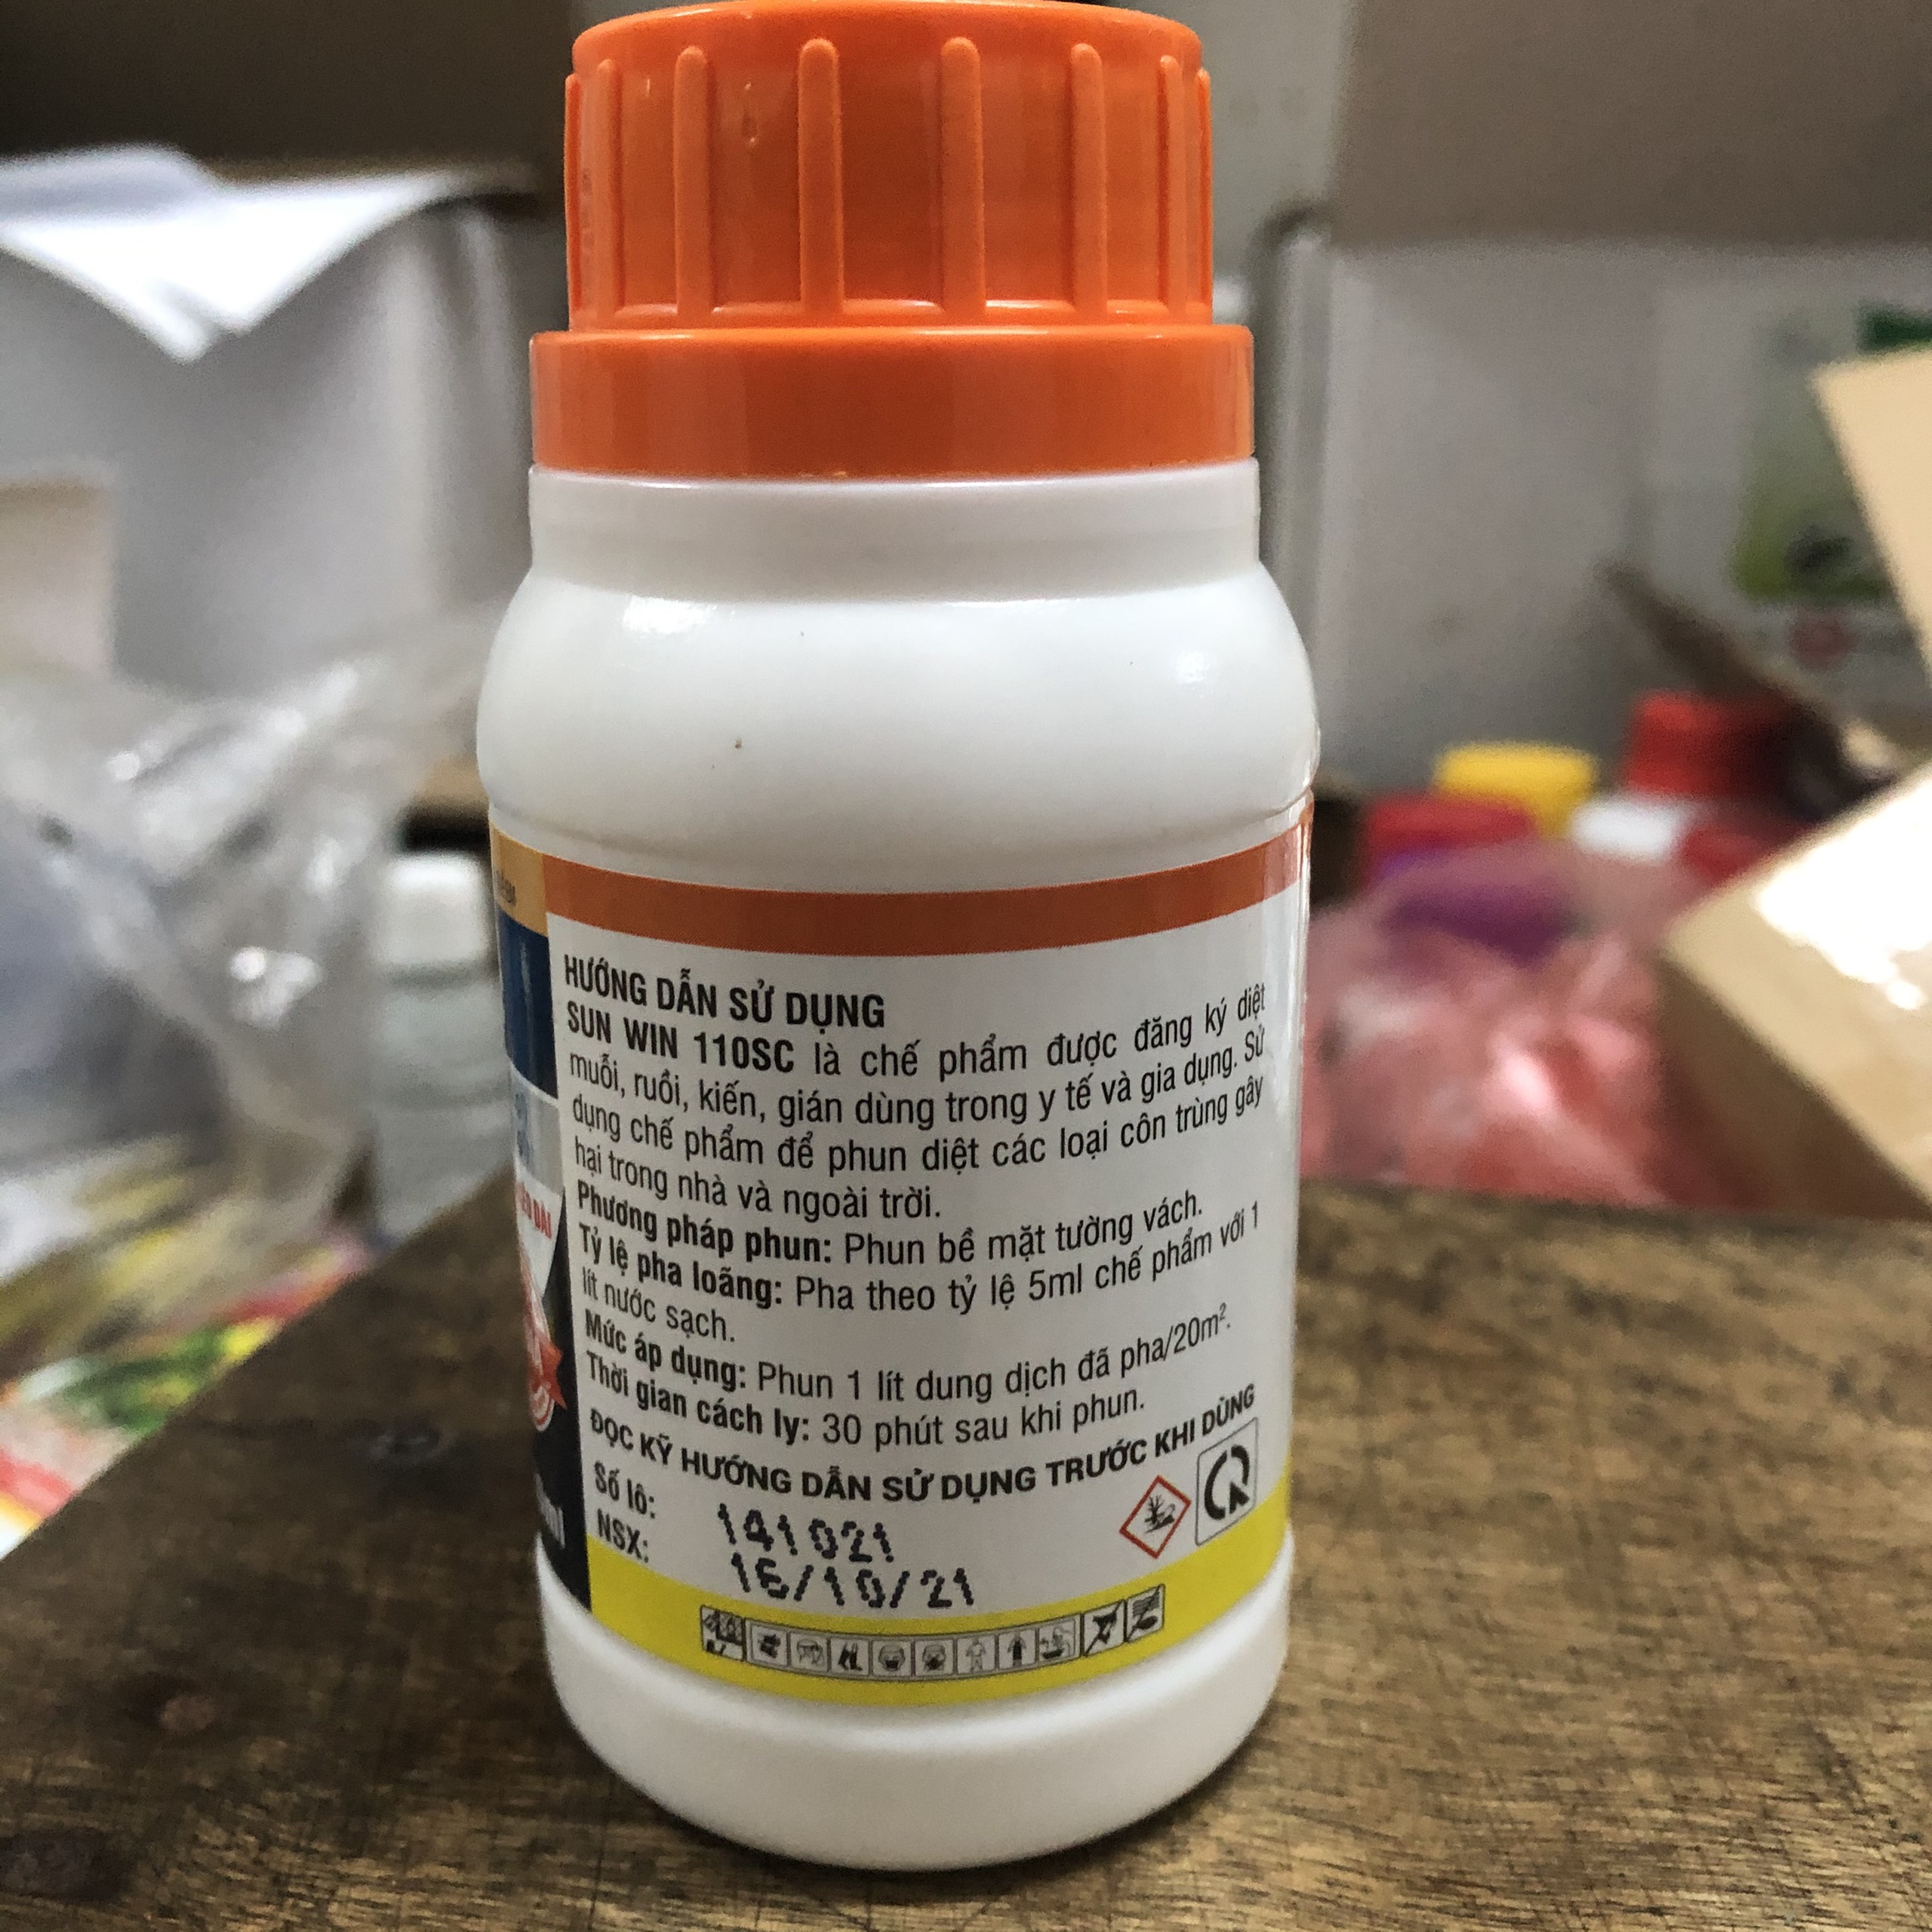 HƯỚNG DẪN SỬ DỤNG
SUN WIN 110SC là chế phẩm được đăng ký diệt
muỗi, ruồi, kiến, gián dùng trong y tế và gia dụng. Sử
dụng chế phẩm để phun diệt các loại côn trùng gây
hại trong nhà và ngoài trời.
Phương pháp phun: Phun bề mặt tường vách.
Tỷ lệ pha loãng: Pha theo tỷ lệ 5ml chế phẩm với 1
lít nước sạch.
Mức áp dụng: Phun 1 lít dung dịch đã pha/20m².
Thời gian cách ly: 30 phút sau khi phun.
ĐỌC KỸ HƯỚNG DẪN SỬ DỤNG TRƯỚC KHI DÙNG
Số lô: 141021
NSX: 16/10/21